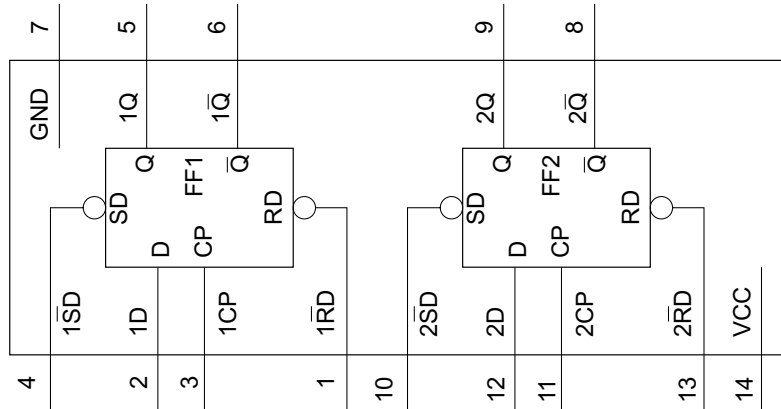 7
5
6
9
8
GND
1Q
1Q̅
2Q
2Q̅
Q
FF1
Q̅
SD
RD
D
CP
Q
FF2
Q̅
SD
RD
D
CP
1S̅D
1D
1CP
1R̅D
2S̅D
2D
2CP
2R̅D
VCC
4
2
3
1
10
12
11
13
14